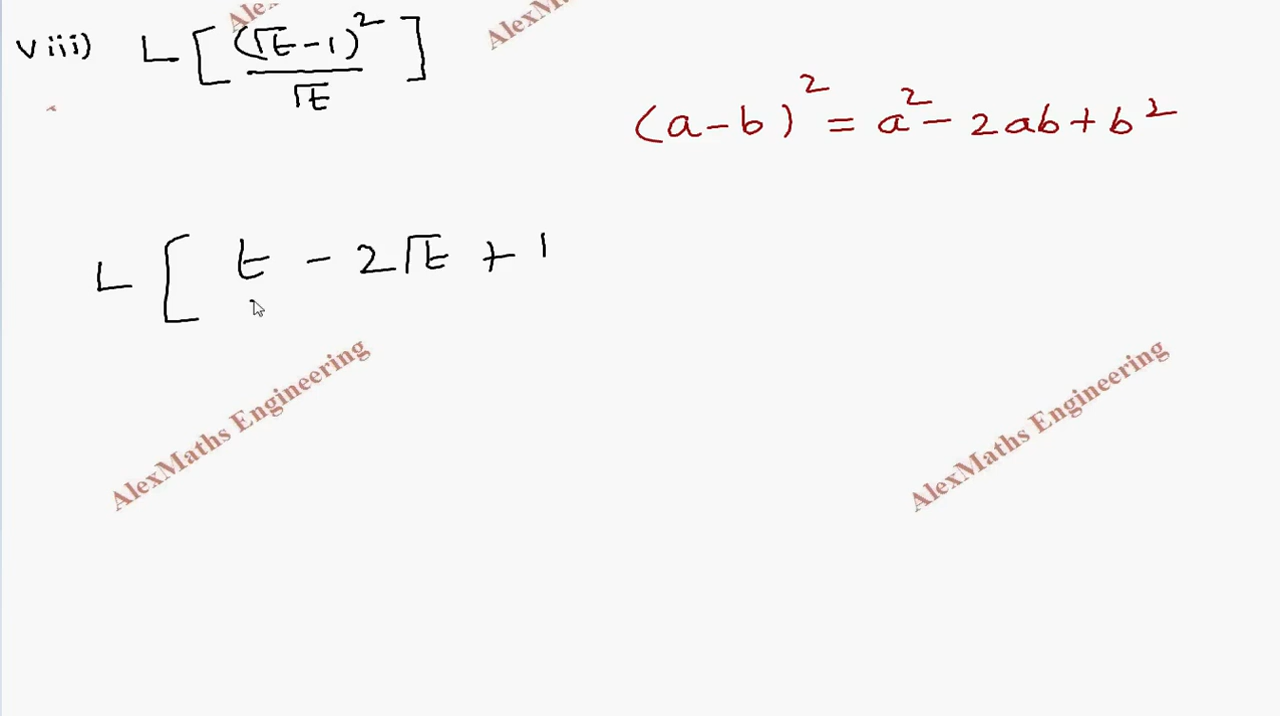 viii) L[(√t-1)²/√t]
(a-b)² = a² - 2ab + b²
L[ t - 2√t + 1
AlexMaths Engineering
AlexMaths Engineering